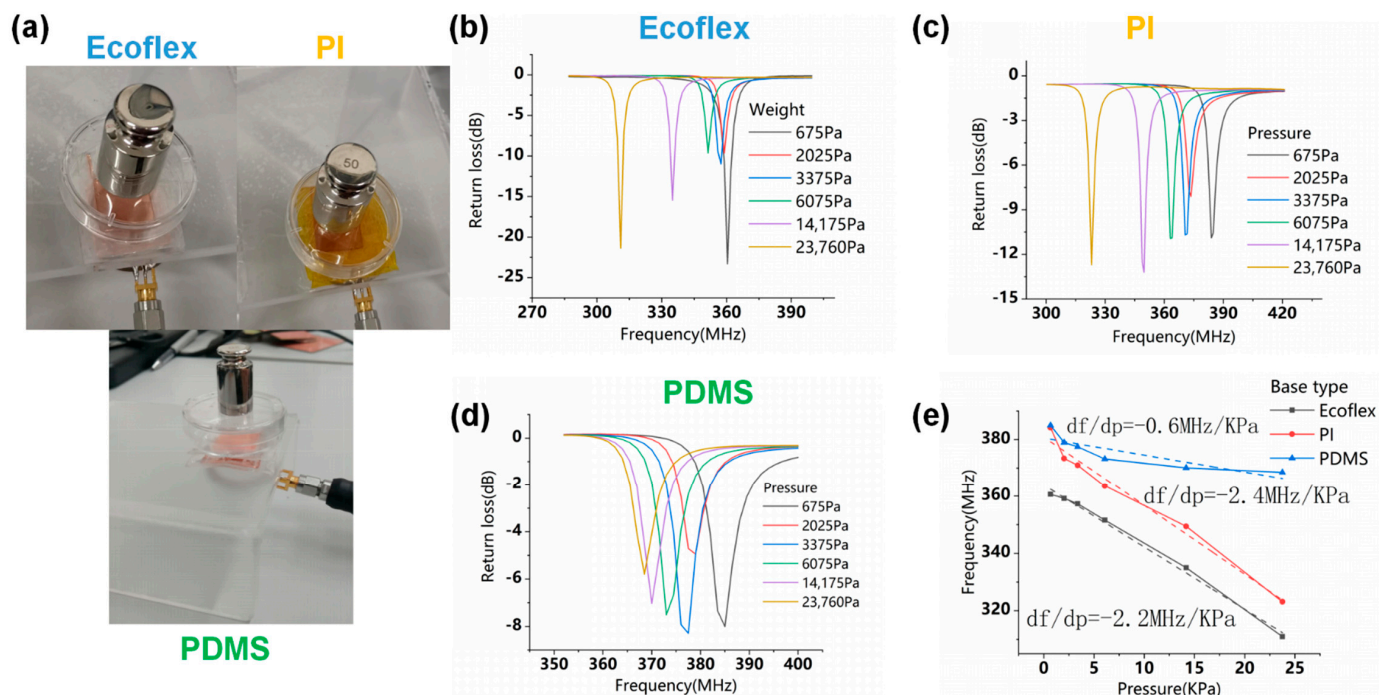 (a)
Ecoflex
PI
50
PDMS
(b)
Ecoflex
Return loss(dB)
0
-5
-10
-15
-20
-25
270
300
330
360
390
Frequency(MHz)
Weight
675Pa
2025Pa
3375Pa
6075Pa
14,175Pa
23,760Pa
(c)
PI
Return loss(dB)
0
-3
-6
-9
-12
-15
300
330
360
390
420
Frequency(MHz)
Pressure
675Pa
2025Pa
3375Pa
6075Pa
14,175Pa
23,760Pa
(d)
PDMS
Return loss(dB)
0
-2
-4
-6
-8
350
360
370
380
390
400
Frequency(MHz)
Pressure
675Pa
2025Pa
3375Pa
6075Pa
14,175Pa
23,760Pa
(e)
Base type
Ecoflex
PI
PDMS
Frequency(MHz)
380
360
340
320
df/dp=-0.6MHz/KPa
df/dp=-2.4MHz/KPa
df/dp=-2.2MHz/KPa
0
5
10
15
20
25
Pressure(KPa)